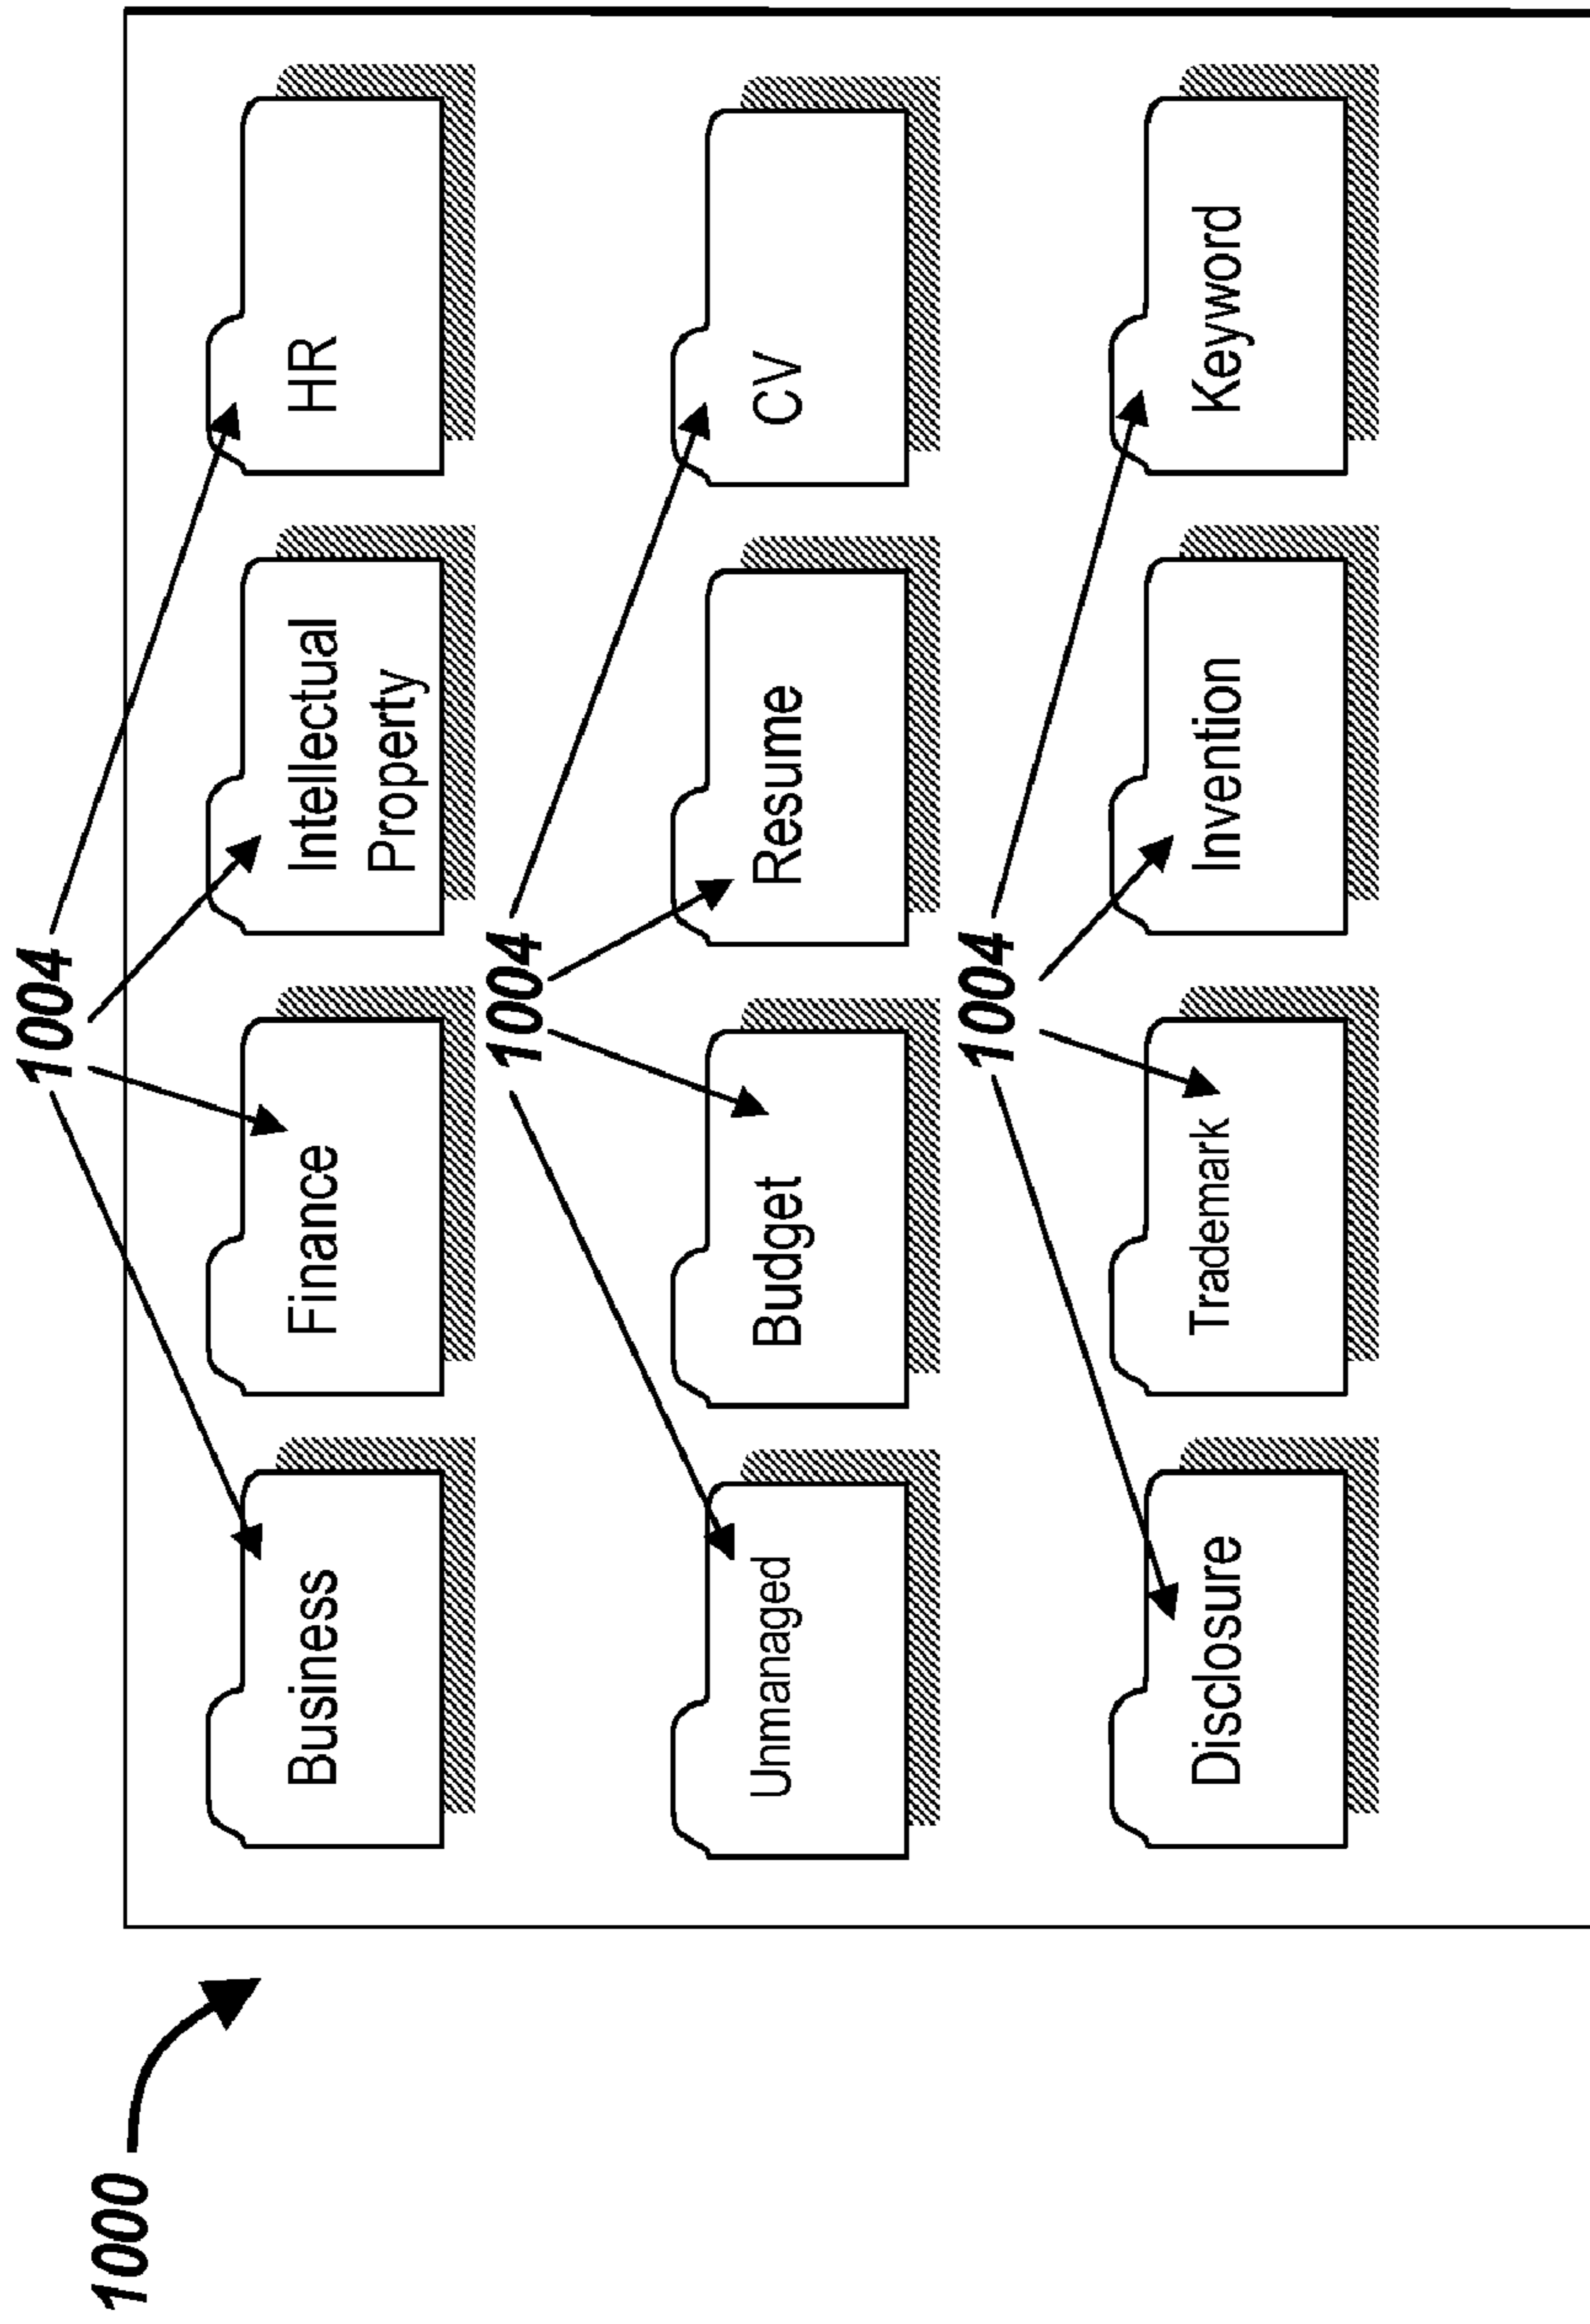 1000
1004
Business
Finance
Intellectual
Property
HR
1004
Unmanaged
Budget
Resume
CV
1004
Disclosure
Trademark
Invention
Keyword